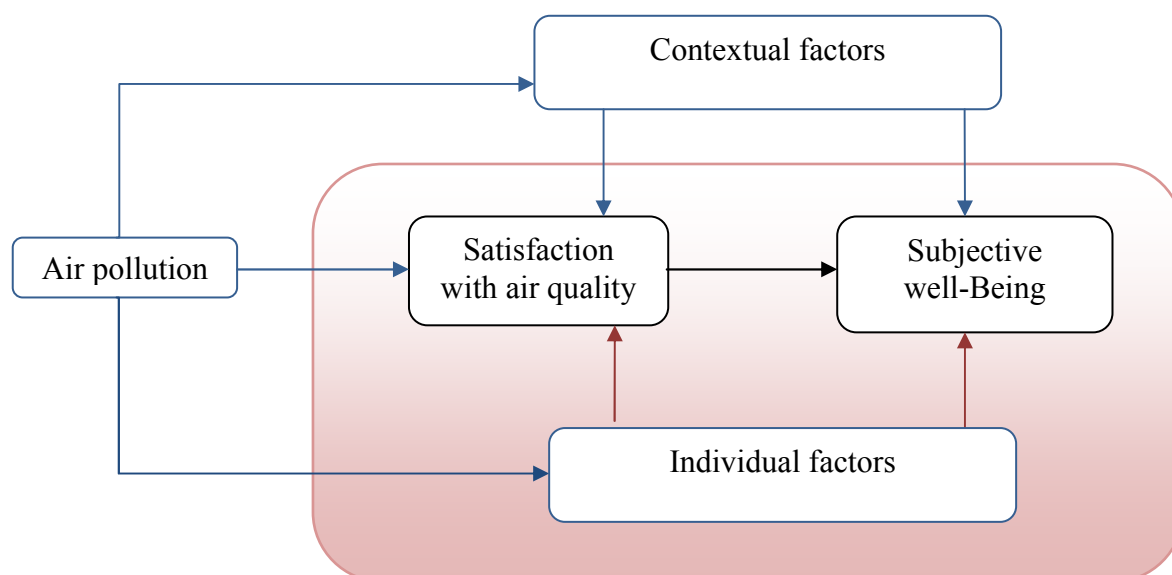 Contextual factors
Air pollution
Satisfaction
with air quality
Subjective
well-Being
Individual factors